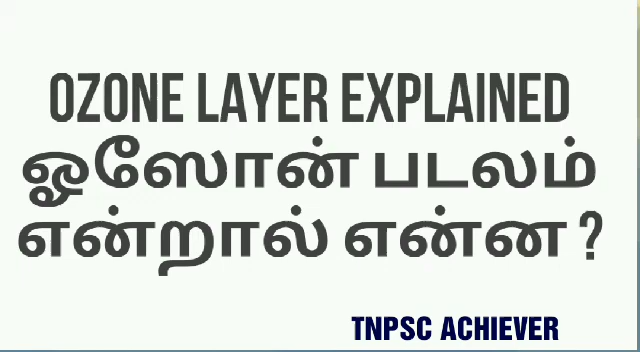 OZONE LAYER EXPLAINED
ஓஸோன் படலம்
என்றால் என்ன ?
TNPSC ACHIEVER